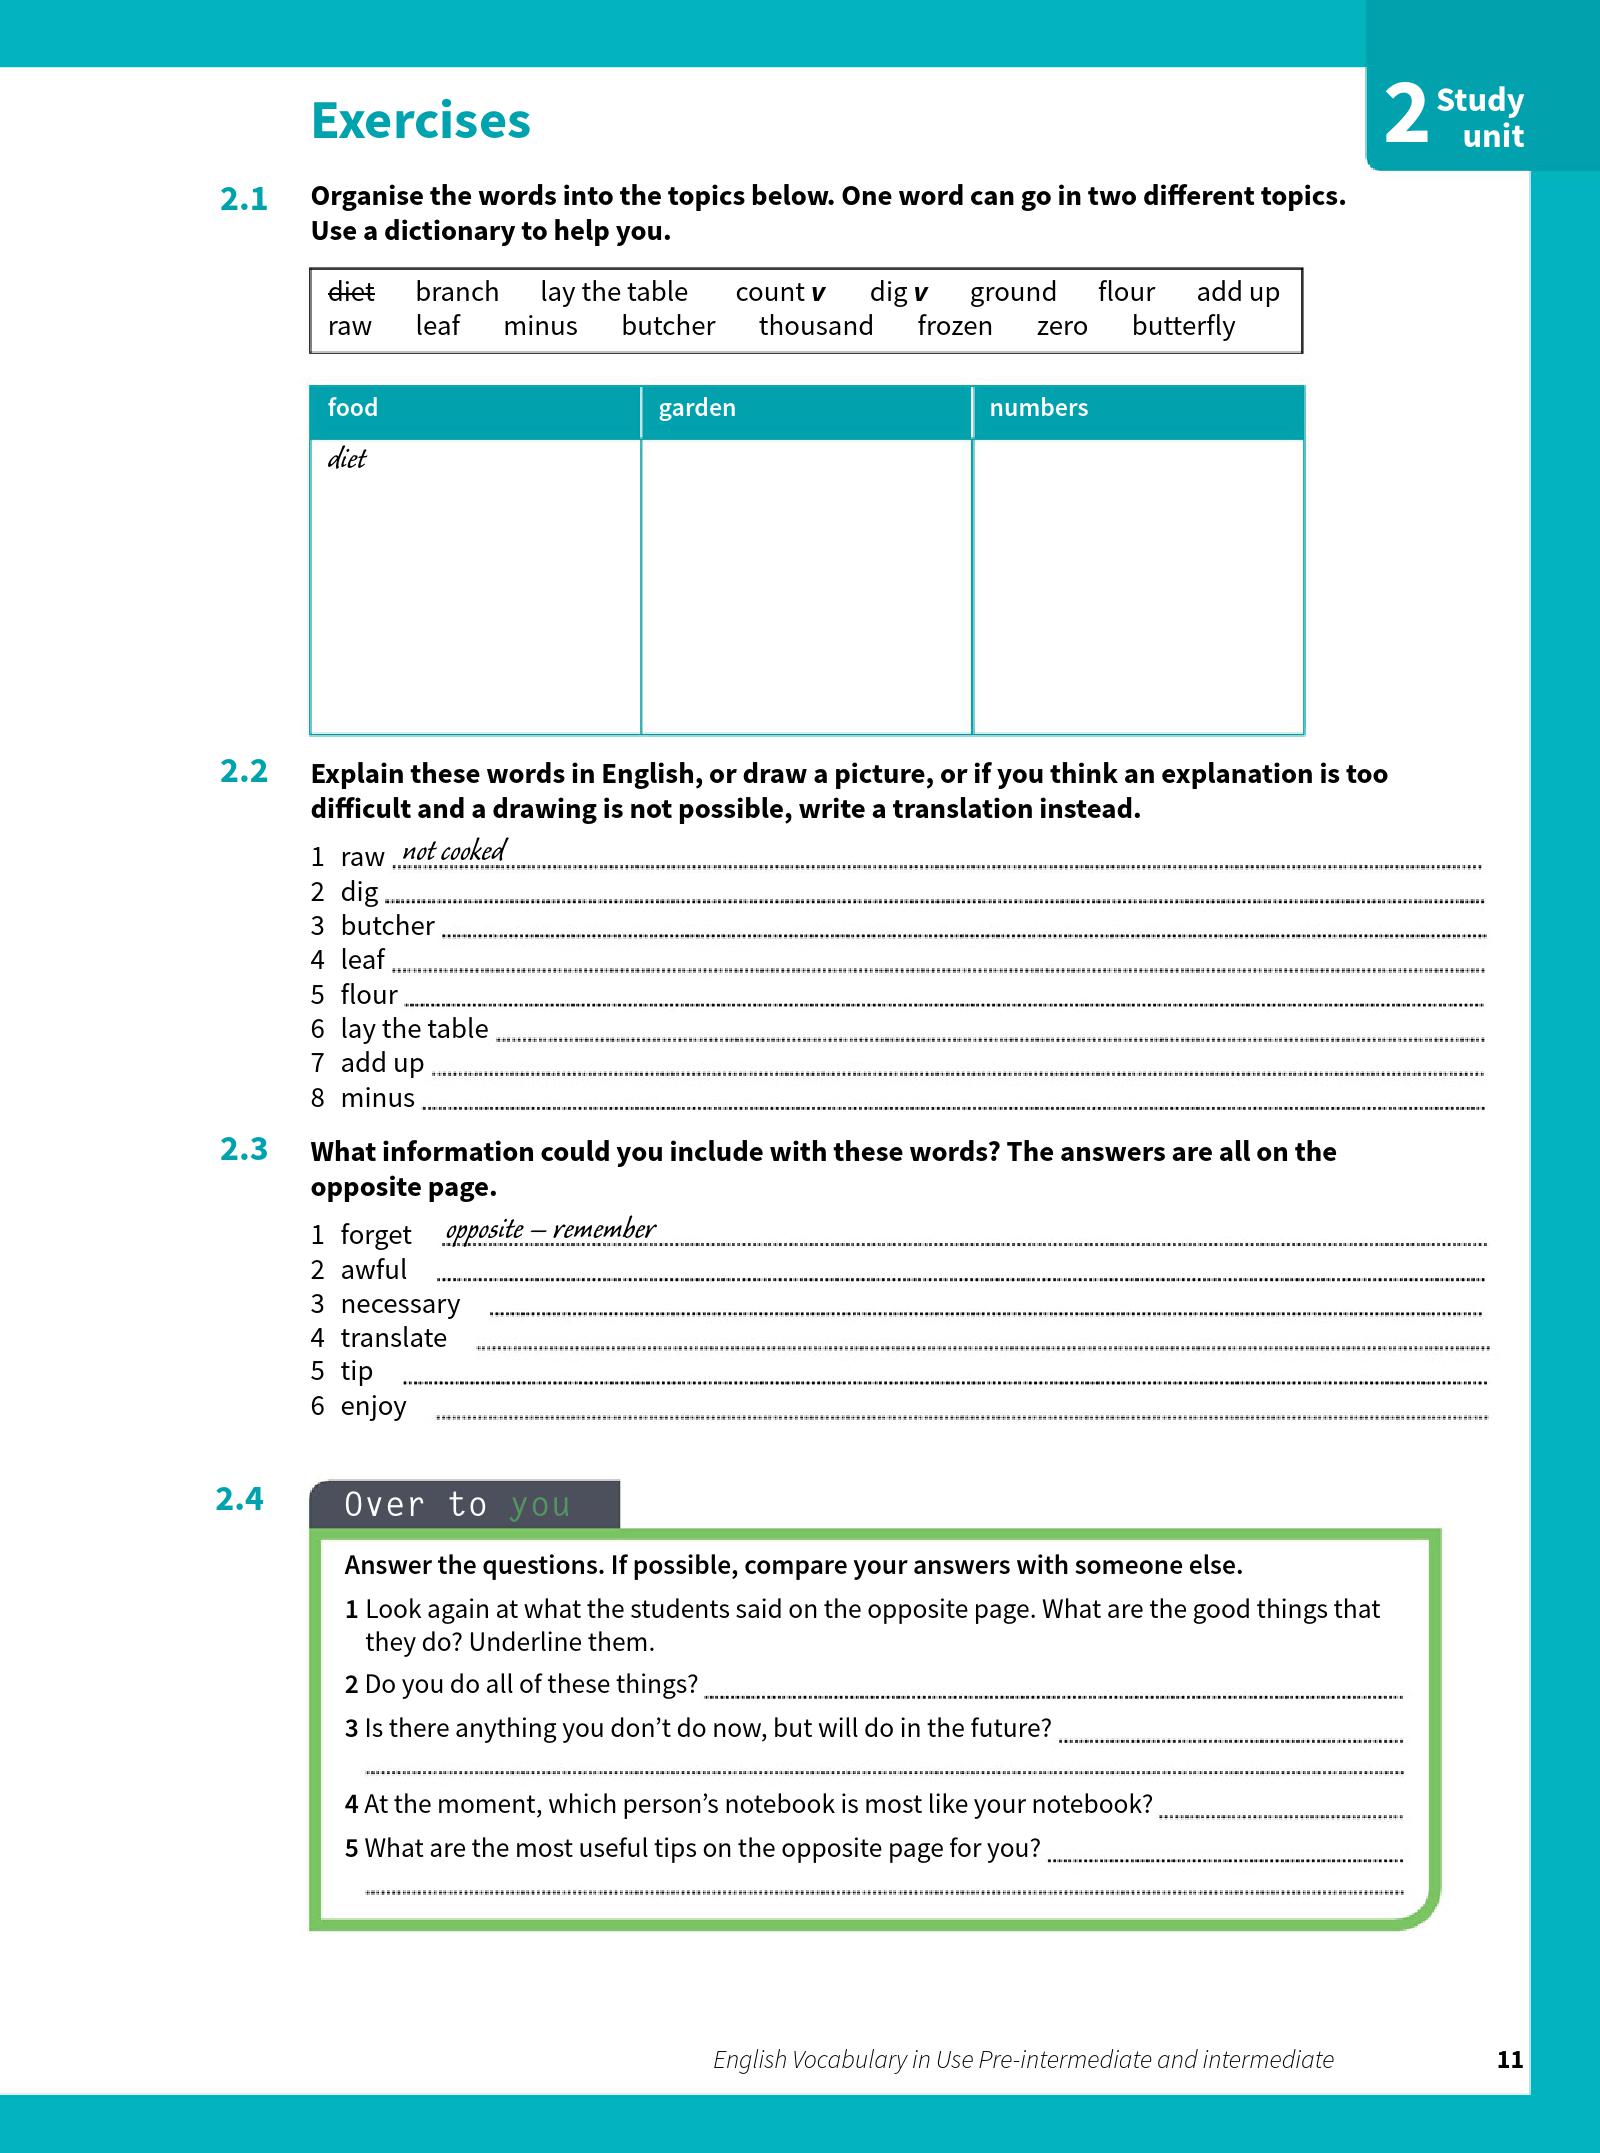 2 Study
unit
Exercises
2.1 Organise the words into the topics below. One word can go in two different topics.
Use a dictionary to help you.
diet branch lay the table count v dig v ground flour add up
raw leaf minus butcher thousand frozen zero butterfly
food garden numbers
diet
2.2 Explain these words in English, or draw a picture, or if you think an explanation is too
difficult and a drawing is not possible, write a translation instead.
1 raw not cooked
2 dig
3 butcher
4 leaf
5 flour
6 lay the table
7 add up
8 minus
2.3 What information could you include with these words? The answers are all on the
opposite page.
1 forget opposite – remember
2 awful
3 necessary
4 translate
5 tip
6 enjoy
2.4 Over to you
Answer the questions. If possible, compare your answers with someone else.
1 Look again at what the students said on the opposite page. What are the good things that
they do? Underline them.
2 Do you do all of these things?
3 Is there anything you don't do now, but will do in the future?
4 At the moment, which person's notebook is most like your notebook?
5 What are the most useful tips on the opposite page for you?
English Vocabulary in Use Pre-intermediate and intermediate 11